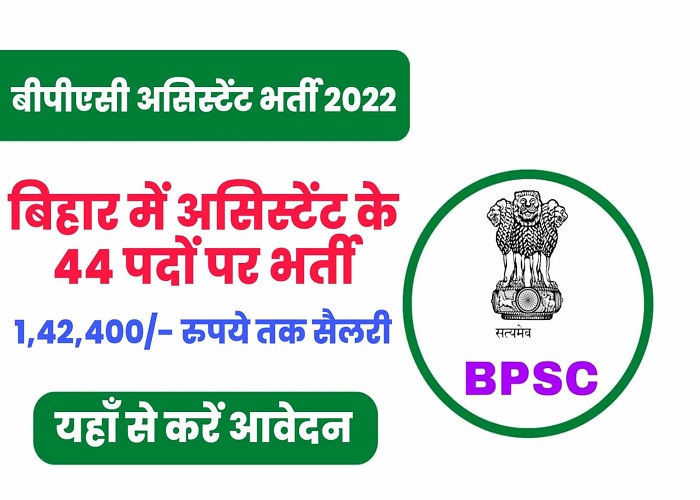 बीपीएसी असिस्टेंट भर्ती 2022
बिहार में असिस्टेंट के
44 पदों पर भर्ती
1,42,400/- रुपये तक सैलरी
यहाँ से करें आवेदन
सत्यमेव
BPSC